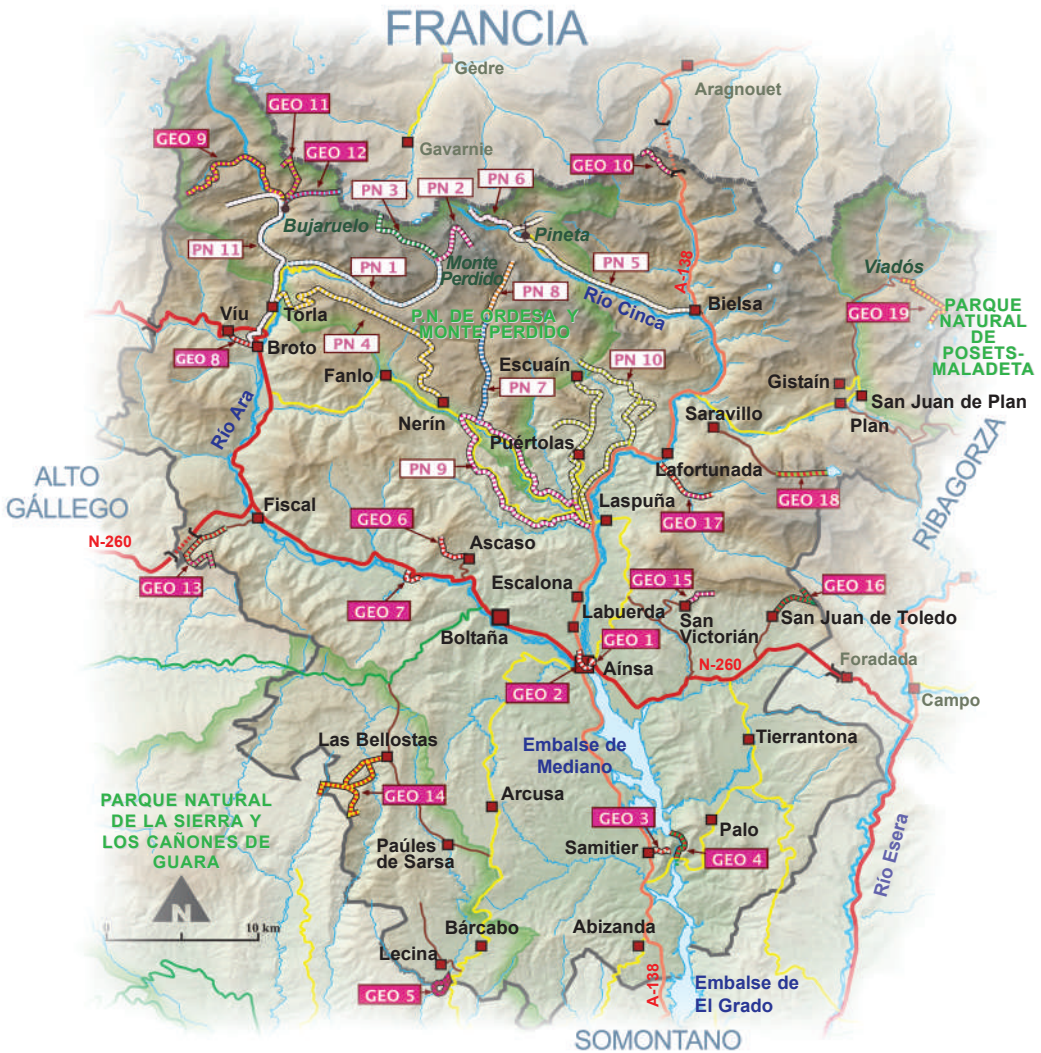 FRANCIA
Gèdre
Aragnouet
GEO 11
GEO 9
GEO 12
Gavarnie
GEO 10
PN 3
PN 2
PN 6
Bujaruelo
Pineta
PN 11
PN 1
Monte
Perdido
PN 5
A-138
Viadós
PN 8
Río Cinca
Bielsa
GEO 19
PARQUE
NATURAL
DE
POSETS-
MALADETA
Víu
Torla
P.N. DE ORDESA Y
MONTE PERDIDO
GEO 8
Broto
PN 4
Escuaín
PN 10
Fanlo
PN 7
Gistaín
San Juan de Plan
Plan
Nerín
Saravillo
Río Ara
Puértolas
PN 9
Lafortunada
RIBAGORZA
ALTO
GÁLLEGO
Laspuña
GEO 18
Fiscal
GEO 17
GEO 6
N-260
Ascaso
GEO 13
Escalona
GEO 15
GEO 16
GEO 7
Labuerda
San
Victorián
San Juan de Toledo
Boltaña
GEO 1
Aínsa
N-260
Foradada
GEO 2
Campo
Las Bellostas
Embalse de
Mediano
Tierrantona
GEO 14
PARQUE NATURAL
DE LA SIERRA Y
LOS CAÑONES DE
GUARA
Arcusa
GEO 3
Palo
Paúles
de Sarsa
Samitier
GEO 4
Río Esera
N
10 km
Bárcabo
Abizanda
Lecina
GEO 5
A-138
Embalse de
El Grado
SOMONTANO